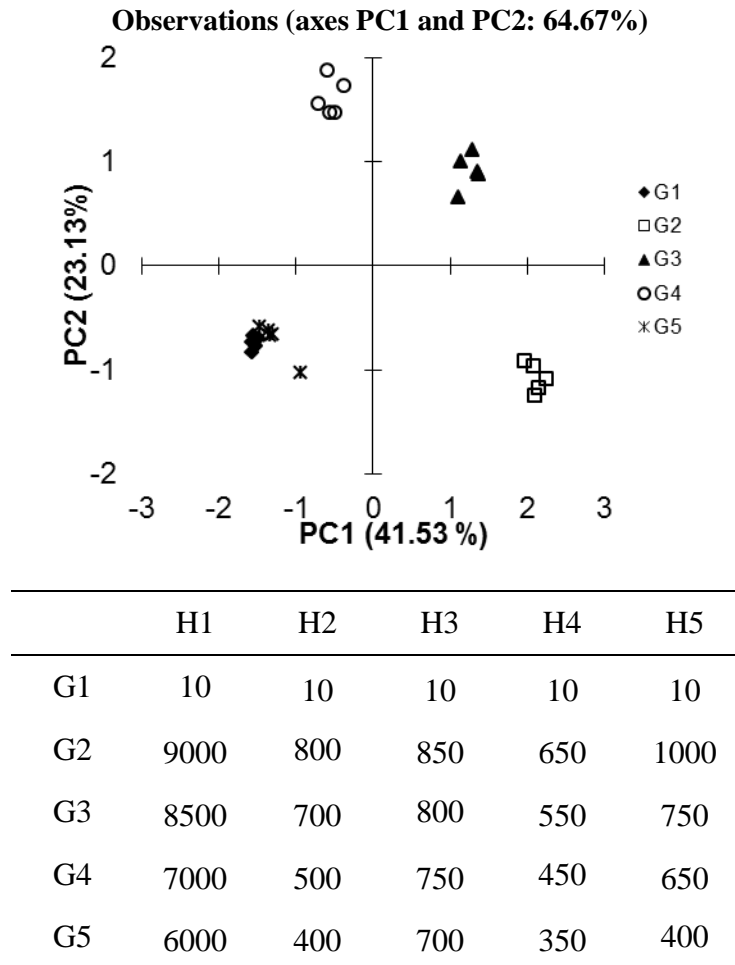 Observations (axes PC1 and PC2: 64.67%)
2
1
0
-1
-2
PC2 (23.13%)
-3 -2 -1 0 1 2 3
PC1 (41.53 %)
G1
G2
G3
G4
G5
H1 H2 H3 H4 H5
G1 10 10 10 10 10
G2 9000 800 850 650 1000
G3 8500 700 800 550 750
G4 7000 500 750 450 650
G5 6000 400 700 350 400